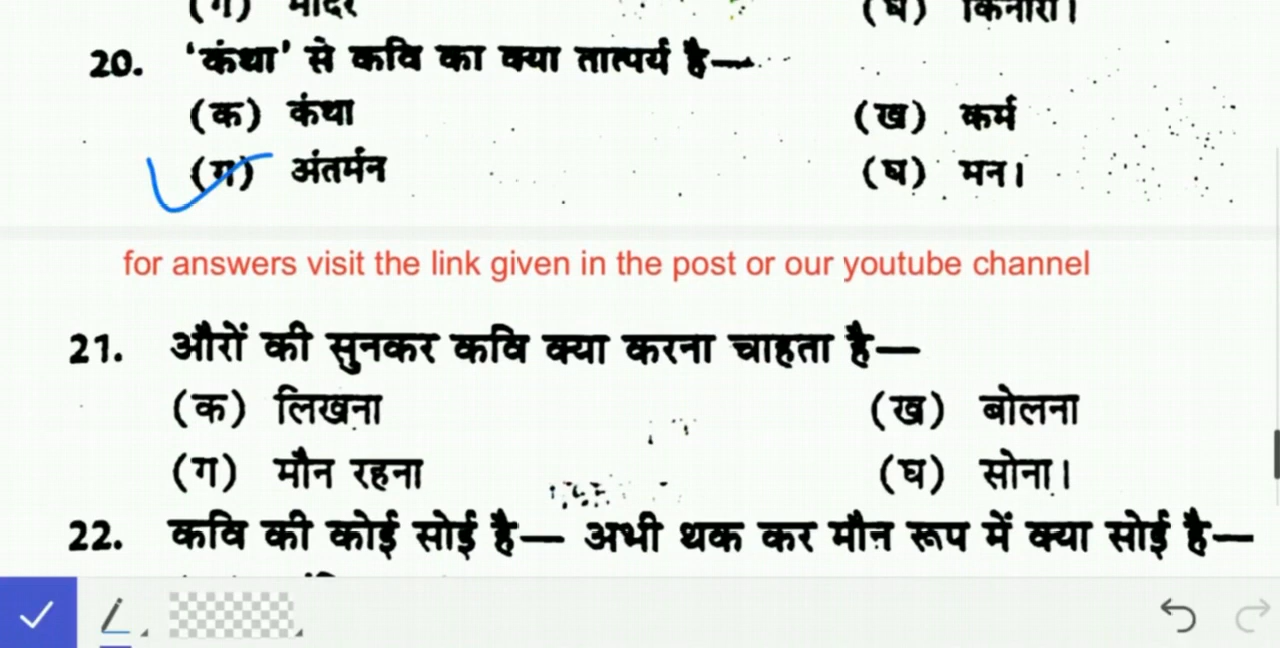 (ग) मंदिर (घ) किनारा।
20. 'कंथा' से कवि का क्या तात्पर्य है—
(क) कंथा (ख) कर्म
(ग) अंतर्मन (घ) मन।
for answers visit the link given in the post or our youtube channel
21. औरों की सुनकर कवि क्या करना चाहता है—
(क) लिखना (ख) बोलना
(ग) मौन रहना (घ) सोना।
22. कवि की कोई सोई है— अभी थक कर मौन रूप में क्या सोई है—